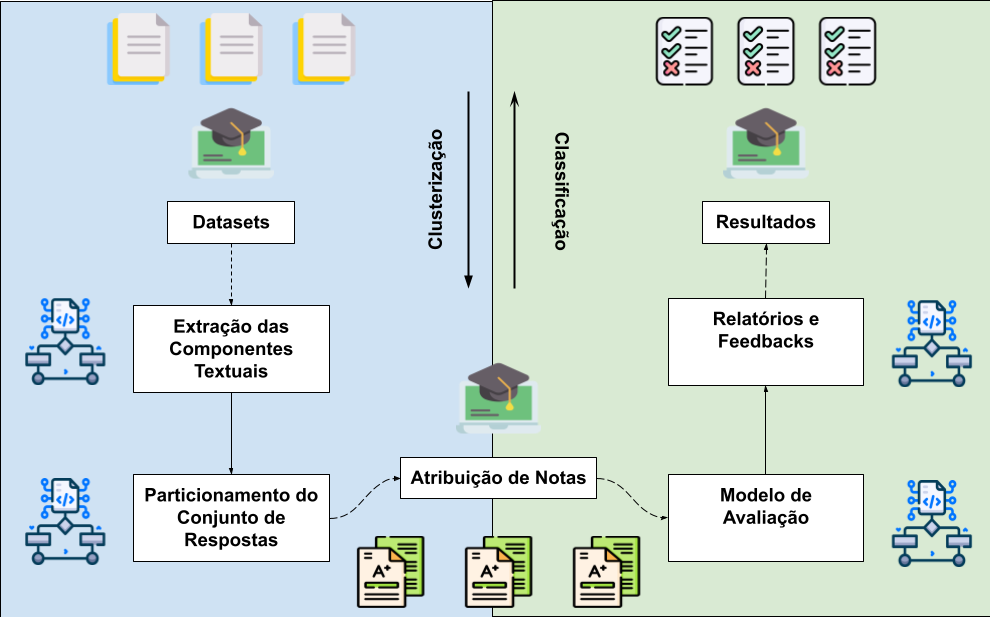 Clusterização
Classificação
Datasets
Resultados
Extração das
Componentes
Textuais
Relatórios e
Feedbacks
Atribuição de Notas
Particionamento do
Conjunto de
Respostas
Modelo de
Avaliação
</>
</>
</>
</>
A+
A+
A+